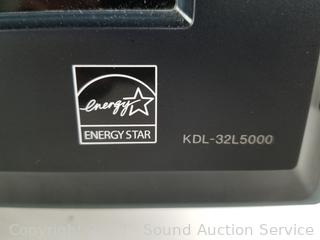 energy
ENERGY STAR
KDL-32L5000
Copyright Sound Auction Service